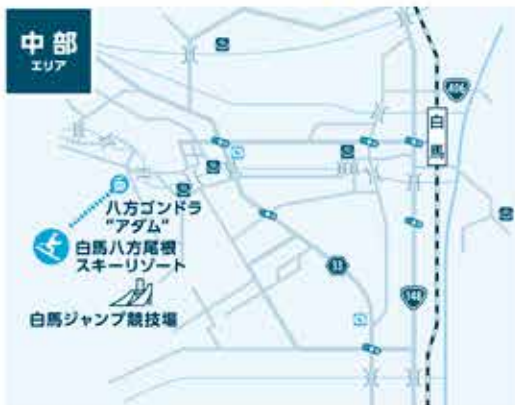 中部
エリア
406
白馬
八方ゴンドラ
"アダム"
白馬八方尾根
スキーリゾート
33
白馬ジャンプ競技場
148